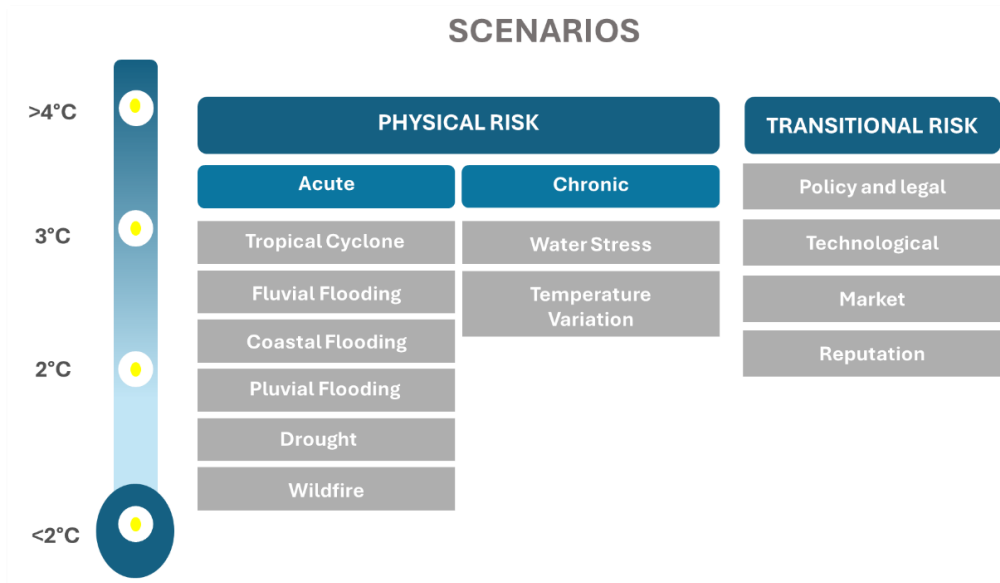 SCENARIOS
>4°C
3°C
2°C
<2°C
PHYSICAL RISK
Acute
Tropical Cyclone
Fluvial Flooding
Coastal Flooding
Pluvial Flooding
Drought
Wildfire
Chronic
Water Stress
Temperature
Variation
TRANSITIONAL RISK
Policy and legal
Technological
Market
Reputation